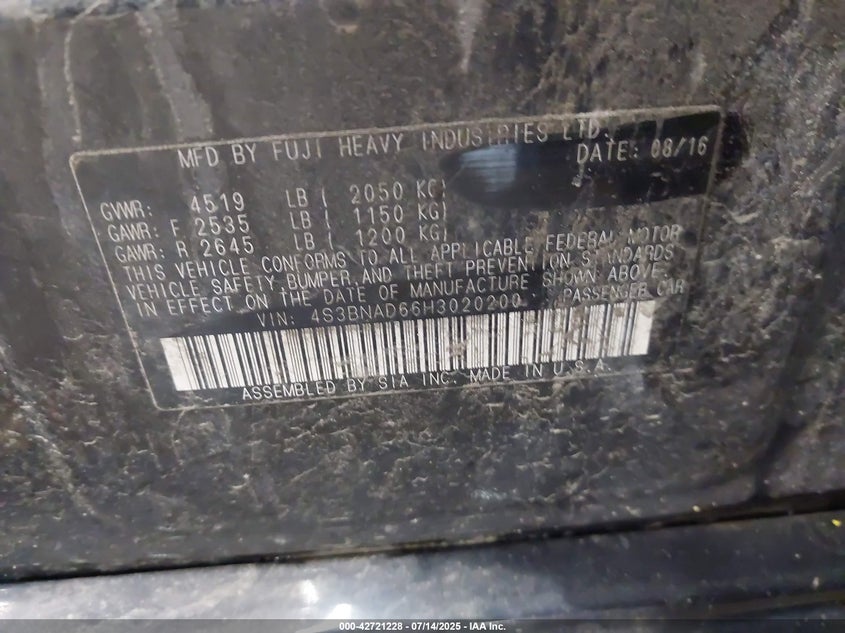 MFD BY FUJI HEAVY INDUSTRIES LTD.
DATE: 08/16
GVWR: 4519 LB ( 2050 KG)
GAWR: F 2535 LB ( 1150 KG)
GAWR: R 2645 LB ( 1200 KG)
THIS VEHICLE CONFORMS TO ALL APPLICABLE FEDERAL MOTOR
VEHICLE SAFETY, BUMPER, AND THEFT PREVENTION STANDARDS
IN EFFECT ON THE DATE OF MANUFACTURE SHOWN ABOVE.
VIN: 4S3BNAD66H3020200 PASSENGER CAR
ASSEMBLED BY SIA INC. MADE IN U.S.A.
000-42721228 - 07/14/2025 - IAA Inc.